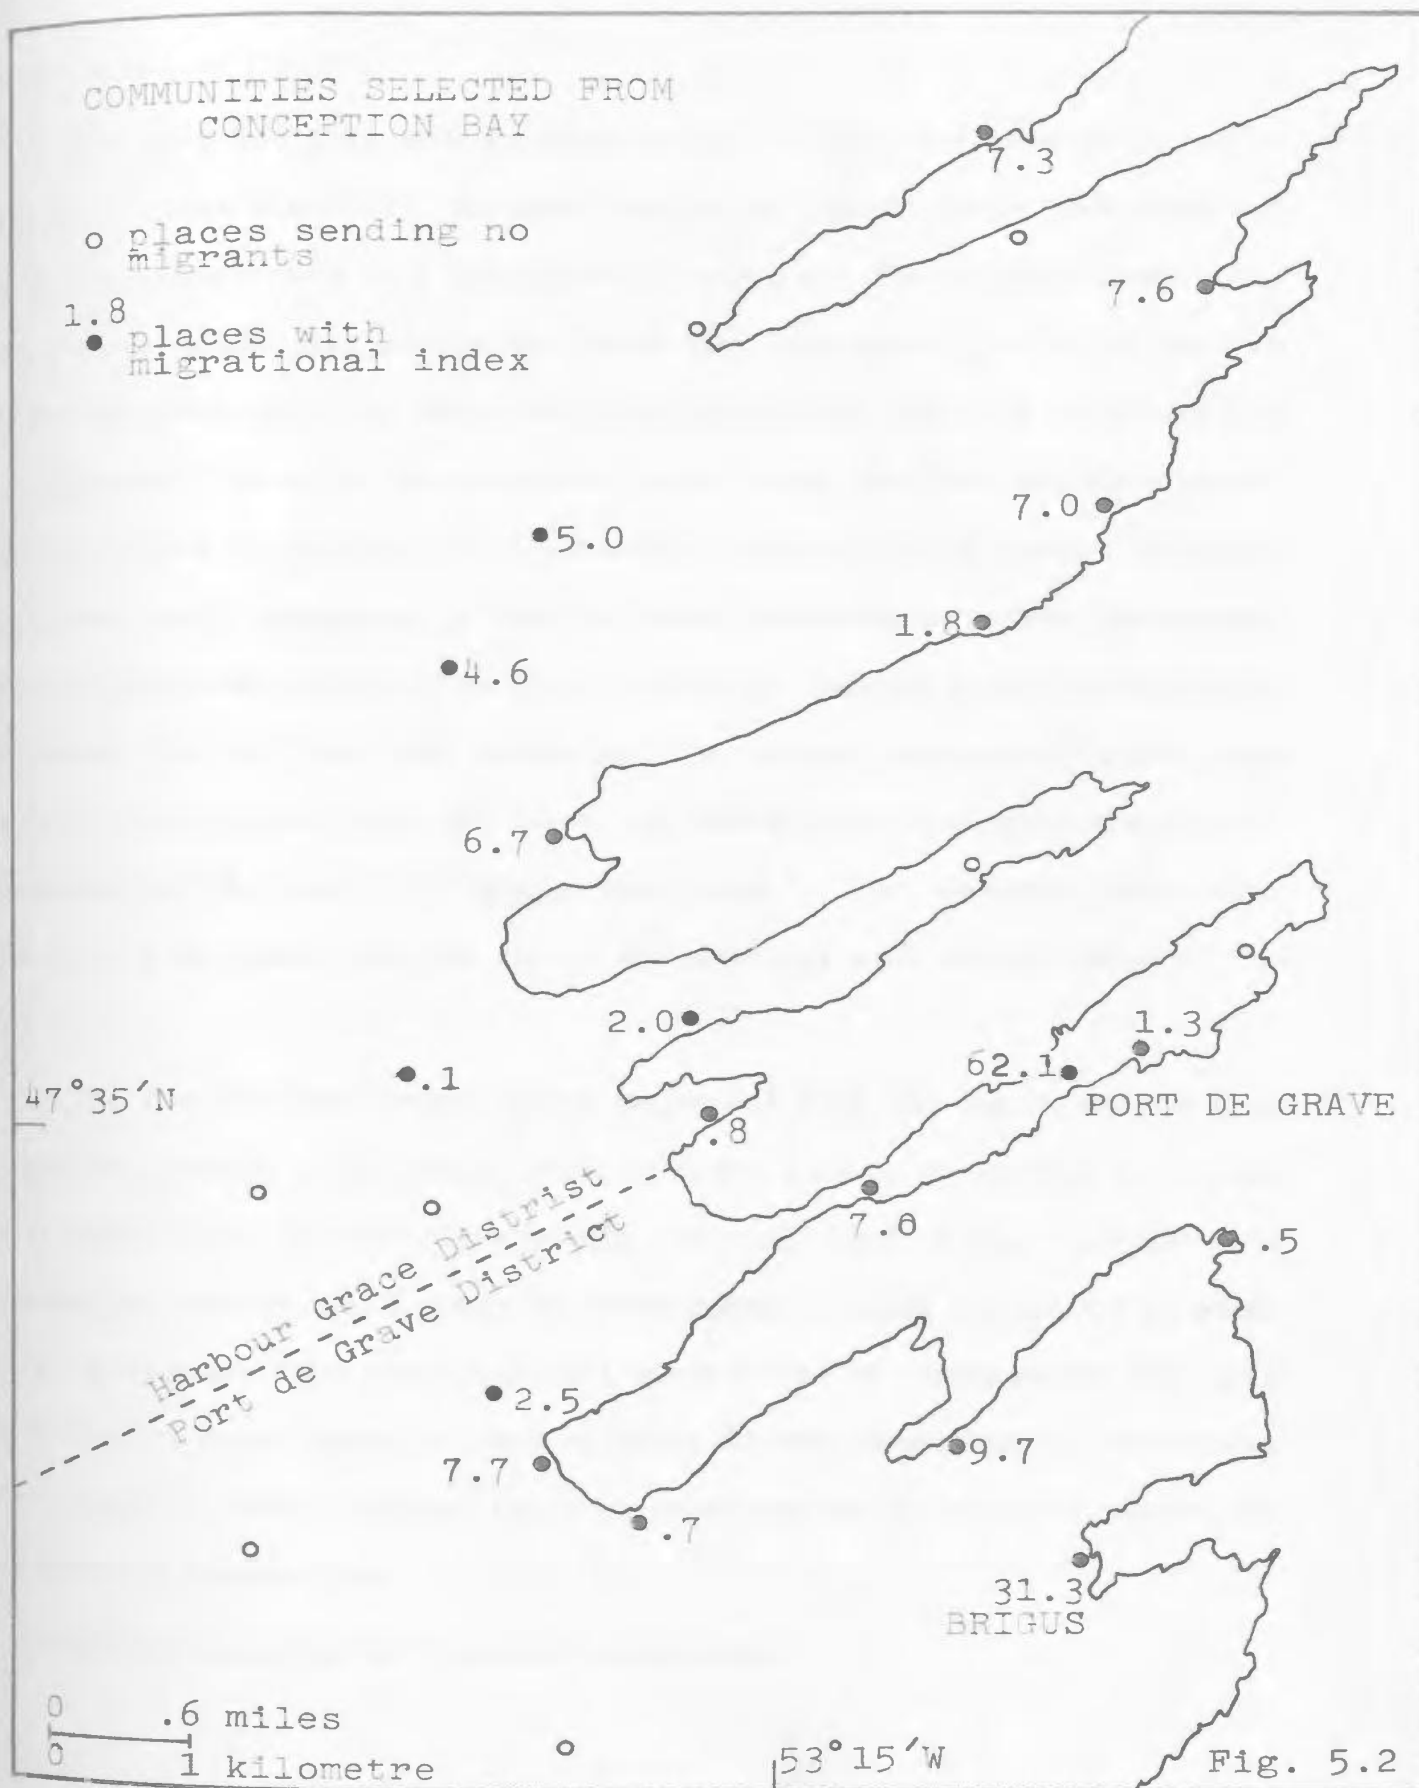 COMMUNITIES SELECTED FROM
CONCEPTION BAY
places sending no
migrants
1.8
places with
migrational index
7.3
7.6
7.0
5.0
1.8
4.6
6.7
2.0
1.3
62.1
.1
47°35′N
PORT DE GRAVE
.8
7.0
.5
Harbour Grace Distrist
Port de Grave District
2.5
7.7
9.7
.7
31.3
BRIGUS
0 .6 miles
0 1 kilometre
53°15′W
Fig. 5.2